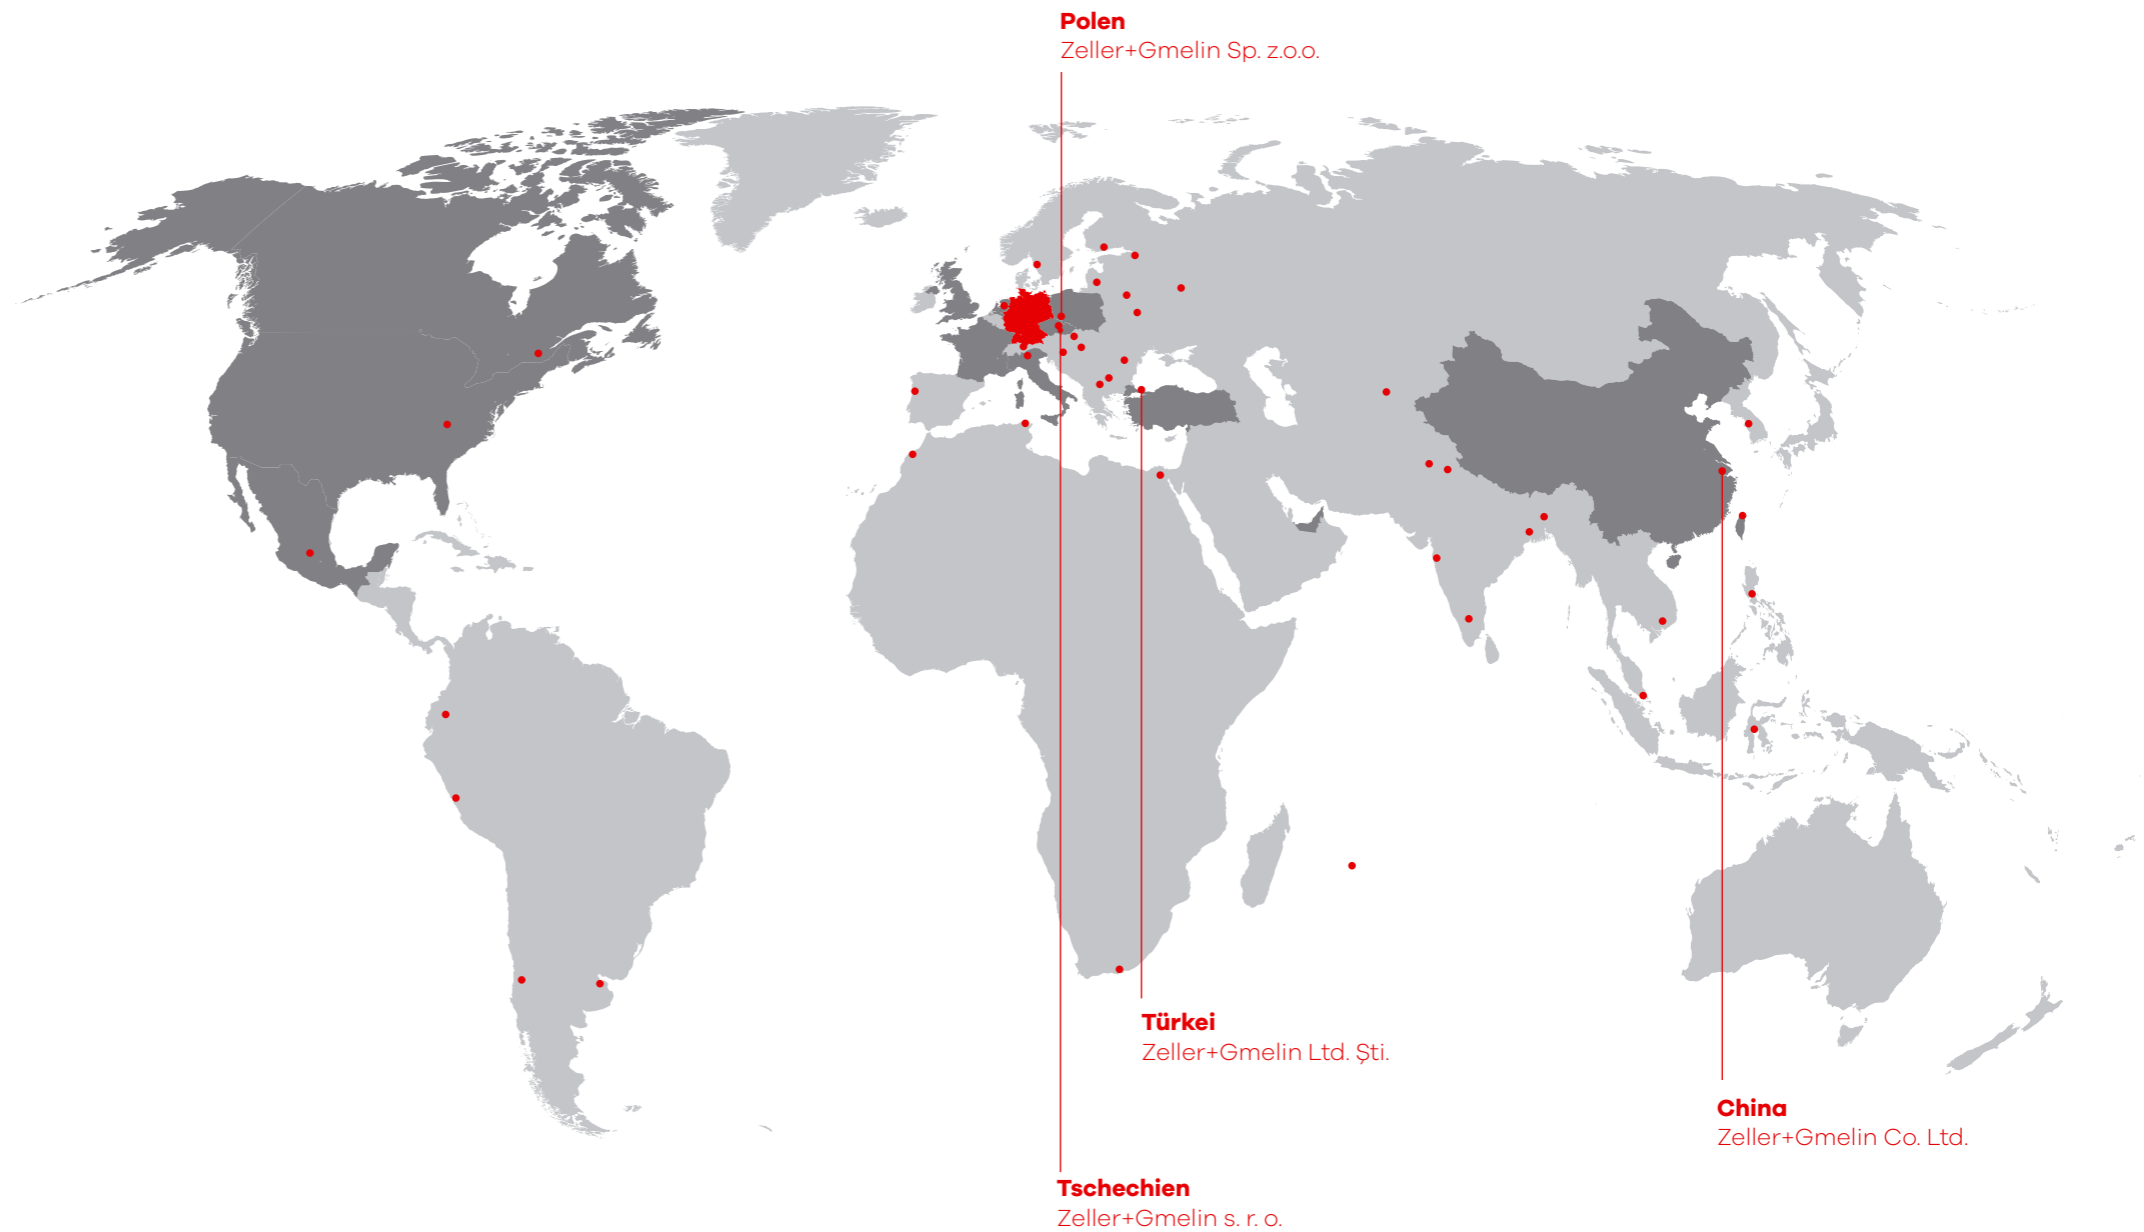 Polen
Zeller+Gmelin Sp. z.o.o.
Türkei
Zeller+Gmelin Ltd. Şti.
China
Zeller+Gmelin Co. Ltd.
Tschechien
Zeller+Gmelin s. r. o.